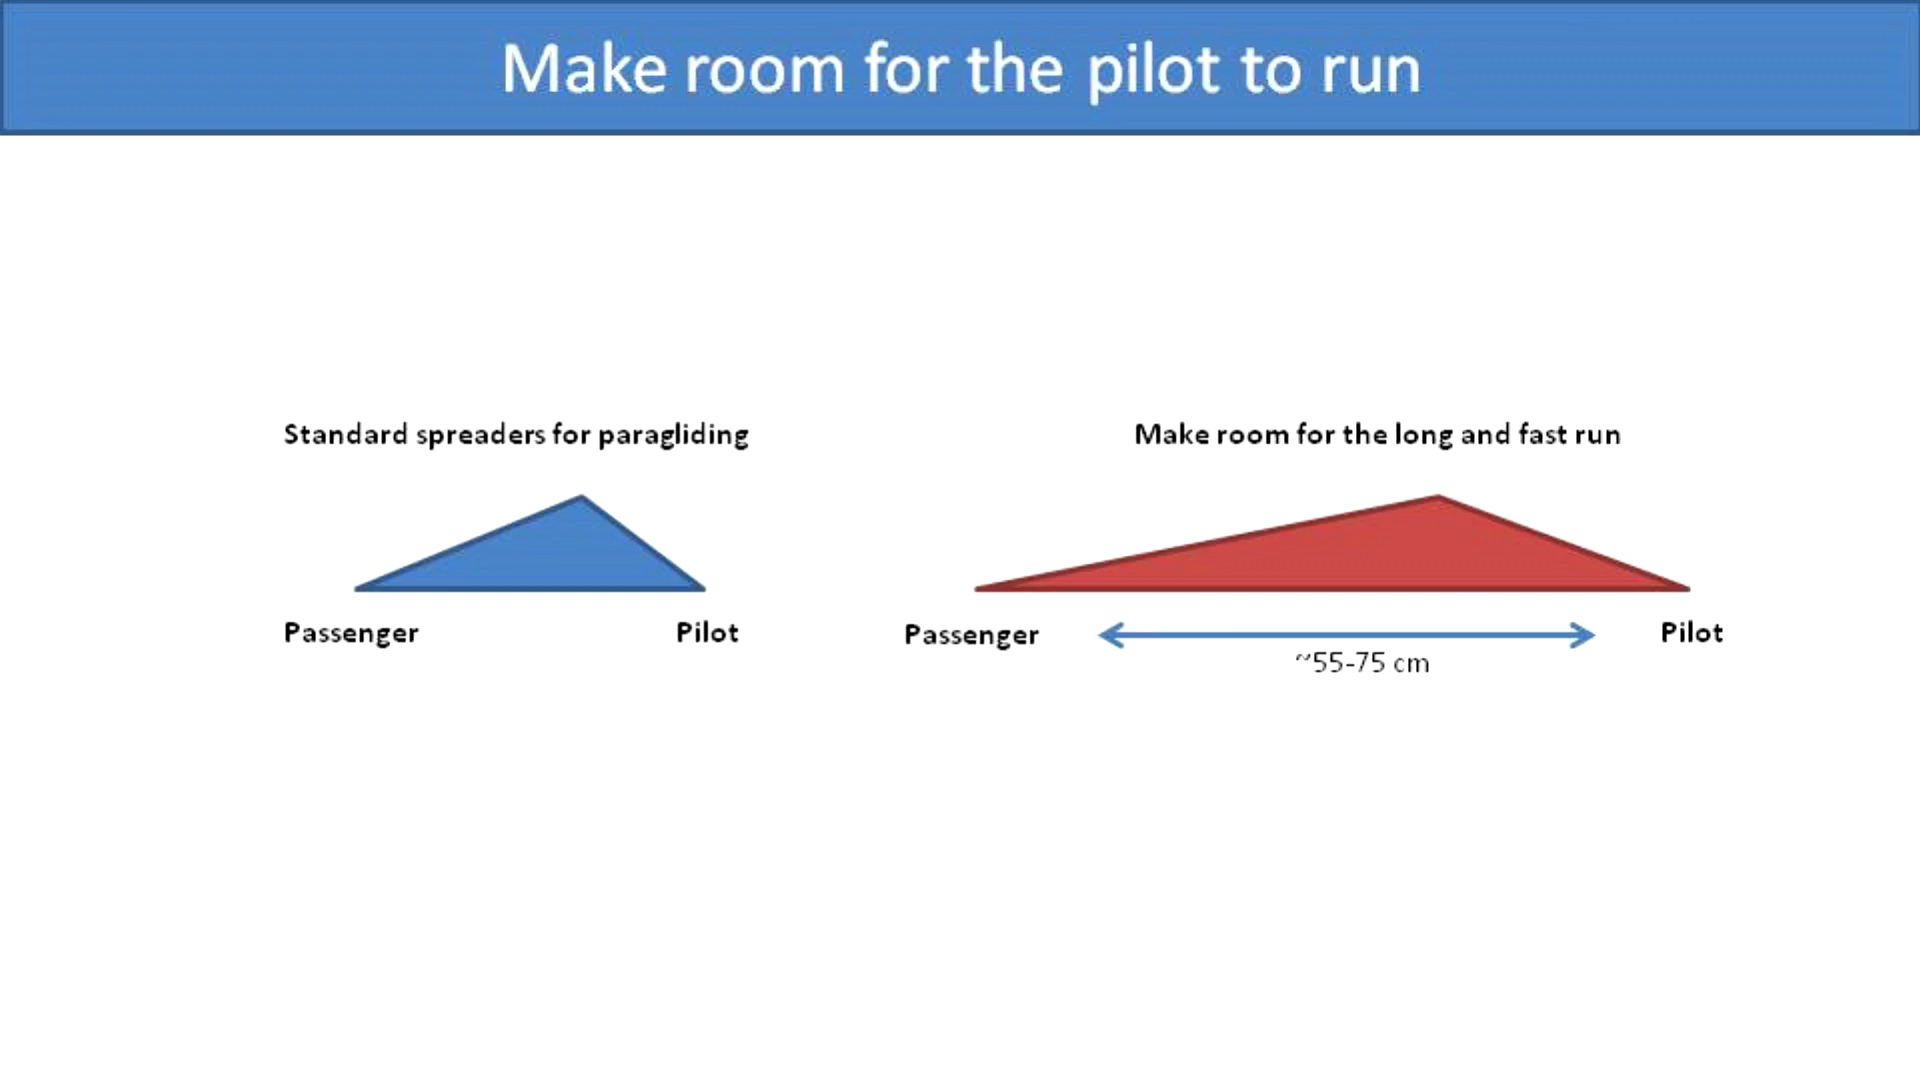 Make room for the pilot to run
Standard spreaders for paragliding
Passenger
Pilot
Make room for the long and fast run
Passenger
Pilot
~55-75 cm